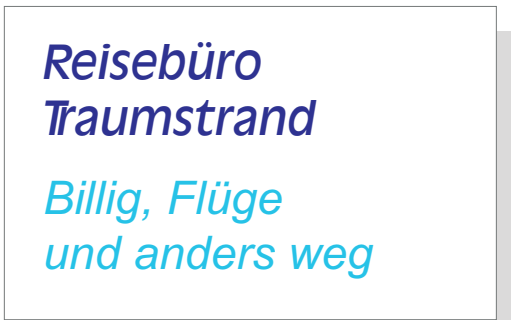 Reisebüro
Traumstrand
Billig, Flüge
und anders weg